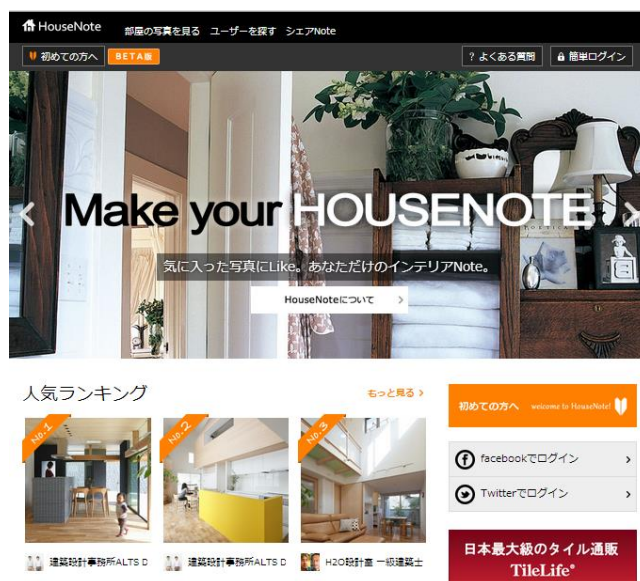 HouseNote 部屋の写真を見る ユーザーを探す シェアNote
初めての方へ BETA版 ? よくある質問 簡単ログイン
Make your HOUSENOTE
気に入った写真にLike。あなただけのインテリアNote。
HouseNoteについて
人気ランキング もっと見る
No.1
No.2
No.3
建築設計事務所ALTS D
建築設計事務所ALTS D
H2O設計室 一級建築士
初めての方へ welcome to HouseNote!
facebookでログイン
Twitterでログイン
日本最大級のタイル通販
TileLife